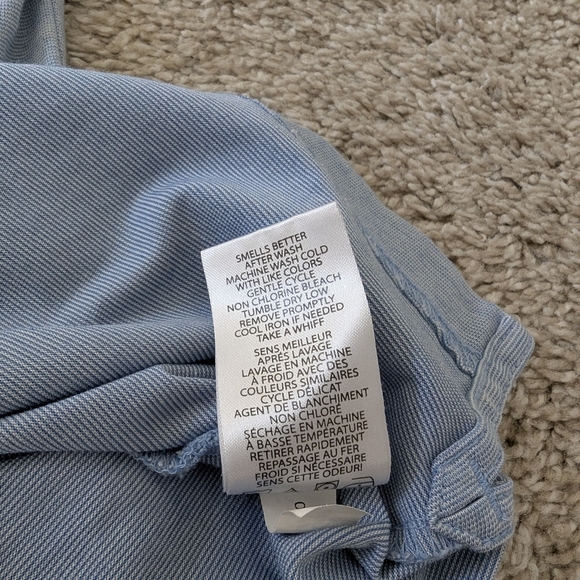 SMELLS BETTER
AFTER WASH
MACHINE WASH COLD
WITH LIKE COLORS
GENTLE CYCLE
NON CHLORINE BLEACH
TUMBLE DRY LOW
REMOVE PROMPTLY
COOL IRON IF NEEDED
TAKE A WHIFF
SENS MEILLEUR
APRÈS LAVAGE
LAVAGE EN MACHINE
À FROID AVEC DES
COULEURS SIMILAIRES
CYCLE DÉLICAT
AGENT DE BLANCHIMENT
NON CHLORÉ
SÉCHAGE EN MACHINE
À BASSE TEMPÉRATURE
RETIRER RAPIDEMENT
REPASSAGE AU FER
FROID SI NÉCESSAIRE
SENS CETTE ODEUR!